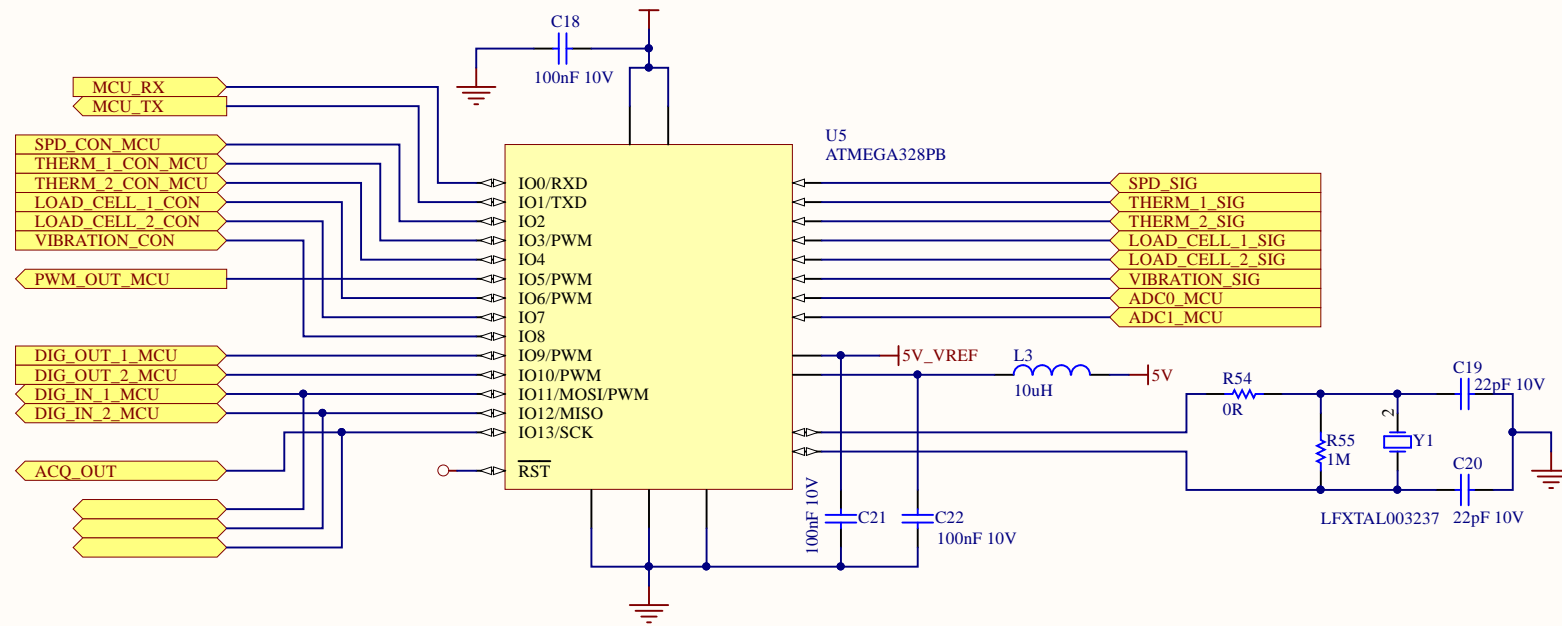 C18
100nF 10V
MCU_RX
MCU_TX
SPD_CON_MCU
THERM_1_CON_MCU
THERM_2_CON_MCU
LOAD_CELL_1_CON
LOAD_CELL_2_CON
VIBRATION_CON
PWM_OUT_MCU
DIG_OUT_1_MCU
DIG_OUT_2_MCU
DIG_IN_1_MCU
DIG_IN_2_MCU
ACQ_OUT
U5
ATMEGA328PB
IO0/RXD
IO1/TXD
IO2
IO3/PWM
IO4
IO5/PWM
IO6/PWM
IO7
IO8
IO9/PWM
IO10/PWM
IO11/MOSI/PWM
IO12/MISO
IO13/SCK
RST
SPD_SIG
THERM_1_SIG
THERM_2_SIG
LOAD_CELL_1_SIG
LOAD_CELL_2_SIG
VIBRATION_SIG
ADC0_MCU
ADC1_MCU
5V_VREF
L3
10uH
5V
C21
100nF 10V
C22
100nF 10V
R54
0R
R55
1M
2
Y1
LFXTAL003237
C19
22pF 10V
C20
22pF 10V